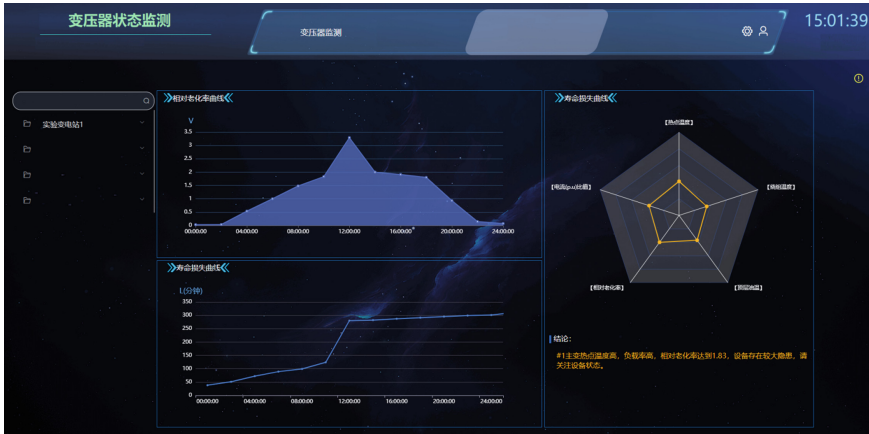 变压器状态监测
变压器监测
15:01:39
实验变电站1
相对老化率曲线
V
3.5
3
2.5
2
1.5
1
0.5
0
00:00:00 04:00:00 08:00:00 12:00:00 16:00:00 20:00:00 24:00:00
寿命损失曲线
L(分钟)
350
300
250
200
150
100
50
0
00:00:00 04:00:00 08:00:00 12:00:00 16:00:00 20:00:00 24:00:00
寿命损失曲线
【热点温度】
【电流(p.u)比值】
【绕组温度】
【相对老化率】
【顶层油温】
结论：
#1主变热点温度高、负载率高，相对老化率达到1.83，设备存在较大隐患，请
关注设备状态。